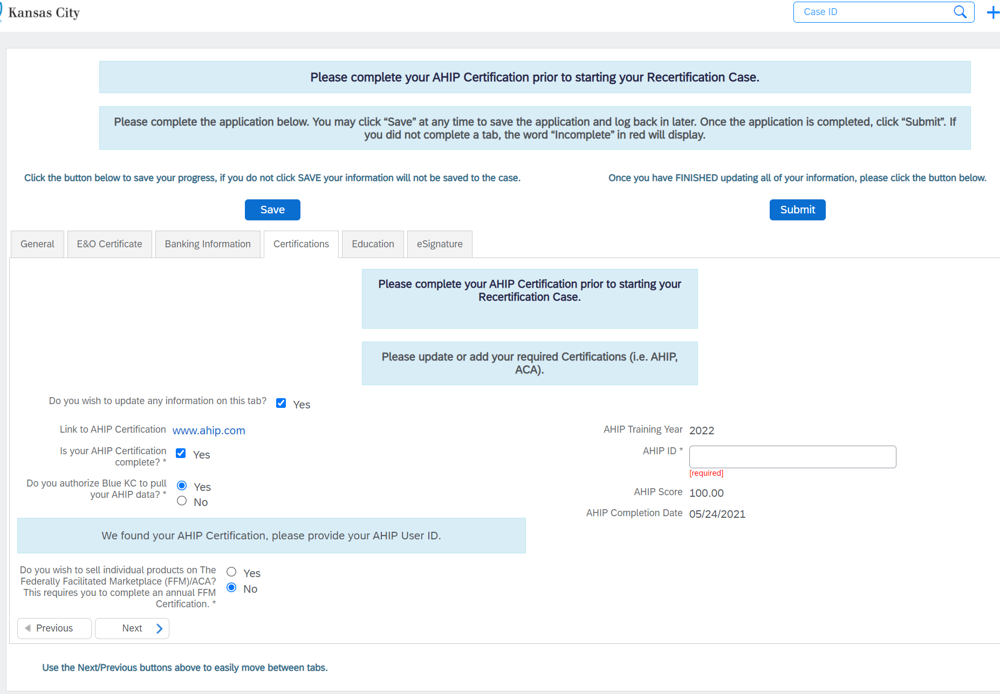 Kansas City
Case ID
Please complete your AHIP Certification prior to starting your Recertification Case.
Please complete the application below. You may click “Save” at any time to save the application and log back in later. Once the application is completed, click “Submit”. If
you did not complete a tab, the word “Incomplete” in red will display.
Click the button below to save your progress, if you do not click SAVE your information will not be saved to the case.
Once you have FINISHED updating all of your information, please click the button below.
Save
Submit
General
E&O Certificate
Banking Information
Certifications
Education
eSignature
Please complete your AHIP Certification prior to starting your
Recertification Case.
Please update or add your required Certifications (i.e. AHIP,
ACA).
Do you wish to update any information on this tab?
Yes
Link to AHIP Certification
www.ahip.com
Is your AHIP Certification
complete? *
Yes
Do you authorize Blue KC to pull
your AHIP data? *
Yes
No
AHIP Training Year
2022
AHIP ID *
[required]
AHIP Score
100.00
AHIP Completion Date
05/24/2021
We found your AHIP Certification, please provide your AHIP User ID.
Do you wish to sell individual products on The
Federally Facilitated Marketplace (FFM)/ACA?
This requires you to complete an annual FFM
Certification. *
Yes
No
Previous
Next
Use the Next/Previous buttons above to easily move between tabs.